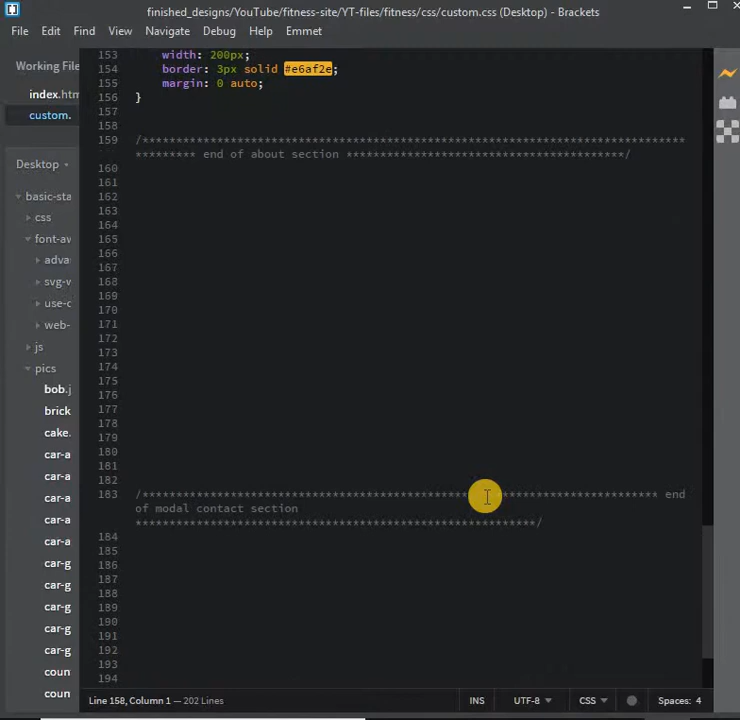 finished_designs/YouTube/fitness-site/YT-files/fitness/css/custom.css (Desktop) - Brackets
File Edit Find View Navigate Debug Help Emmet
Working File
index.htm
custom.
Desktop
basic-sta
css
font-aw
adva
svg-v
use-c
web-
js
pics
bob.j
brick
cake.
car-a
car-a
car-a
car-a
car-a
car-g
car-g
car-g
car-g
car-g
coun
coun
153 width: 200px;
154 border: 3px solid #e6af2e;
155 margin: 0 auto;
156 }
157
158
159 /*********************************************************************************
********* end of about section *****************************************/
160
161
162
163
164
165
166
167
168
169
170
171
172
173
174
175
176
177
178
179
180
181
182
183 /***************************************************************************** end
of modal contact section
***********************************************************/
184
185
186
187
188
189
190
191
192
193
194
Line 158, Column 1 — 202 Lines
INS UTF-8 CSS Spaces: 4